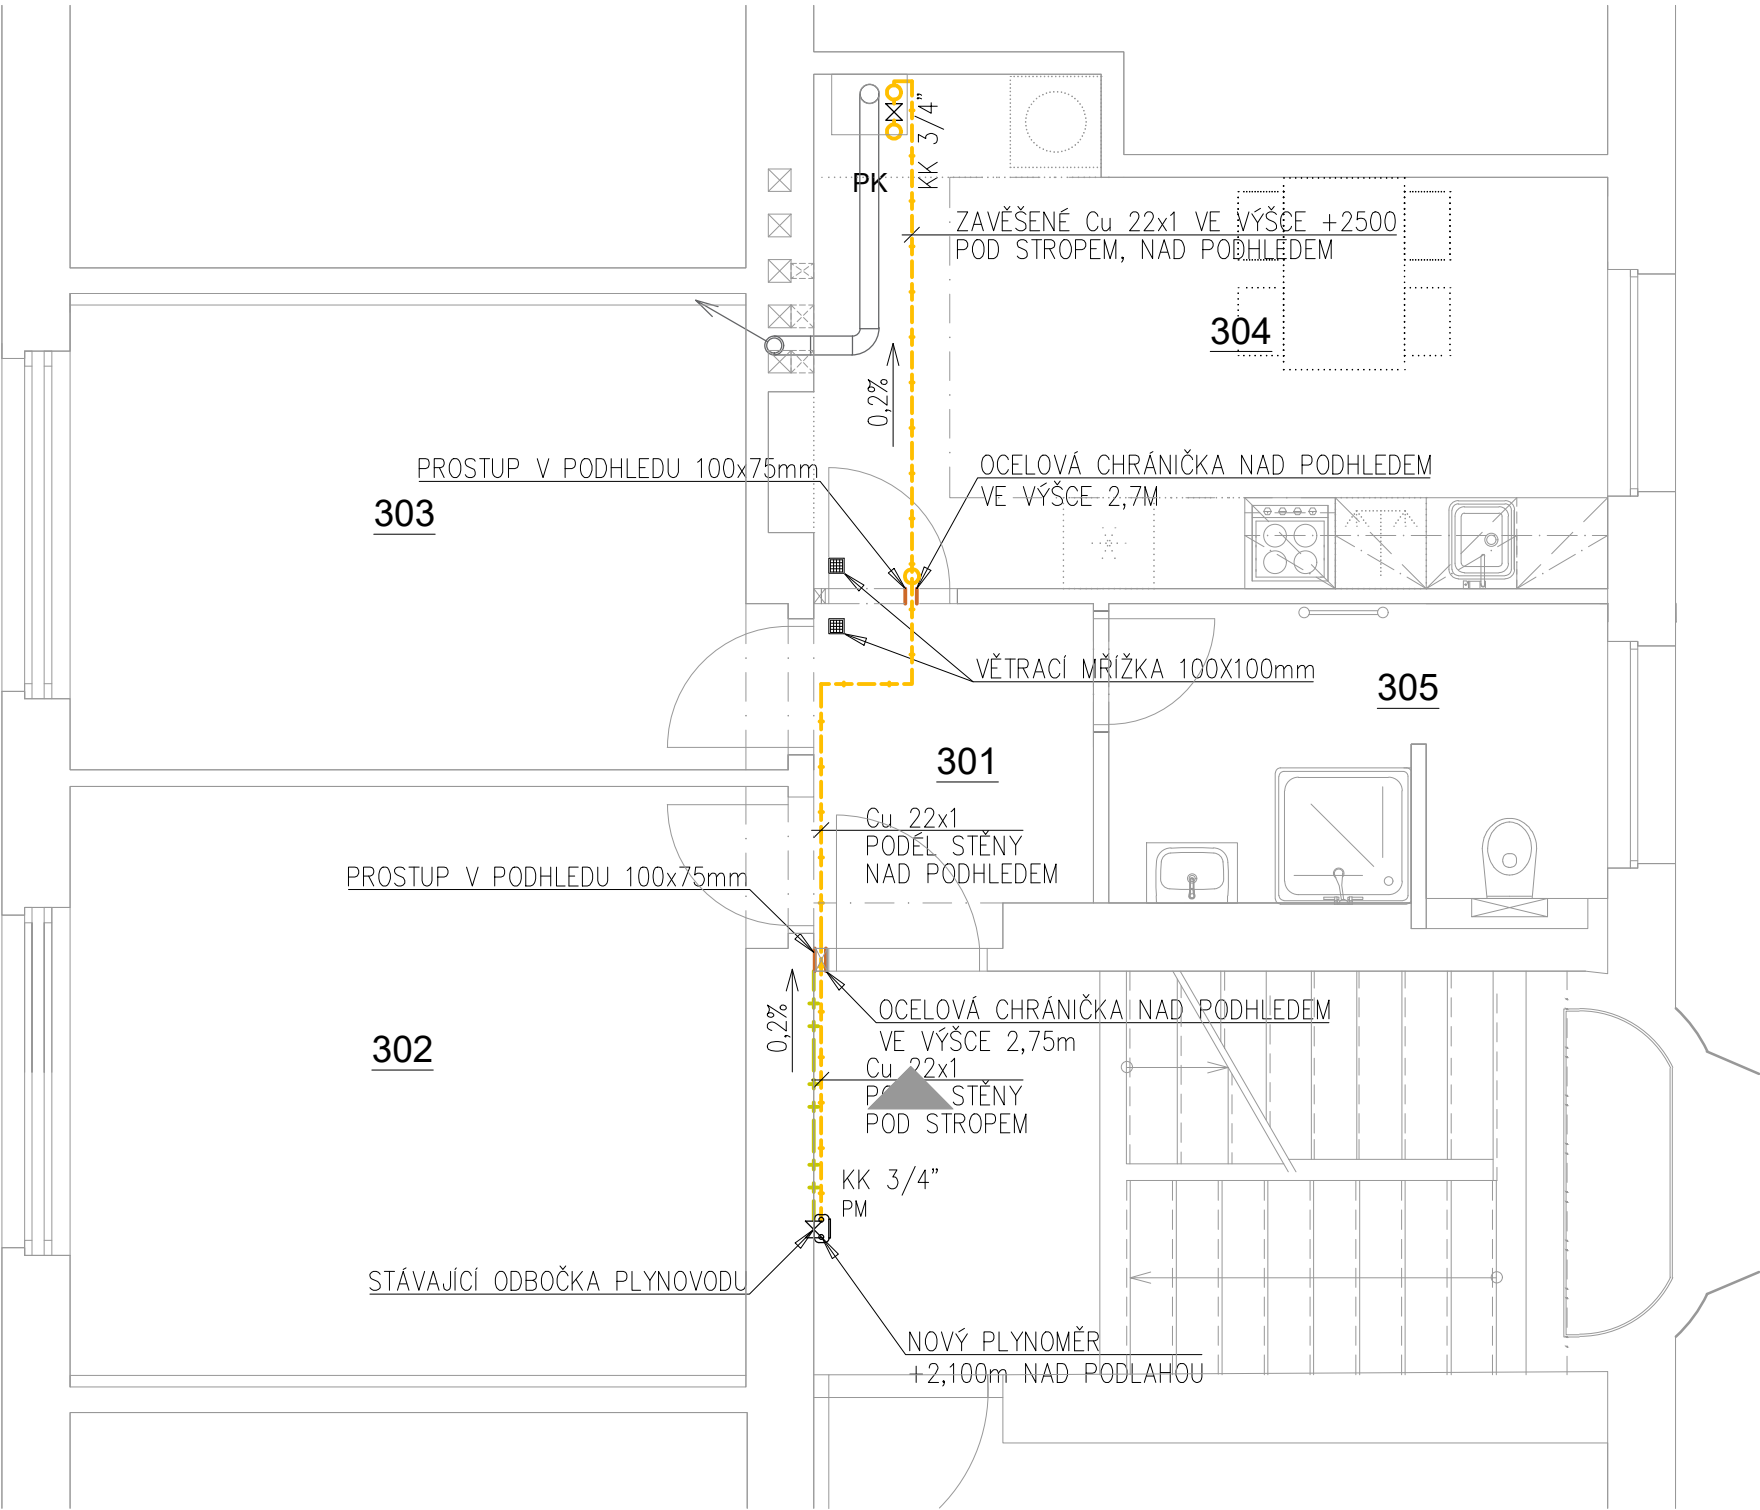 KK 3/4"
PK
ZAVĚŠENÉ Cu 22x1 VE VÝŠCE +2500
POD STROPEM, NAD PODHLEDEM
304
0,2%
PROSTUP V PODHLEDU 100x75mm
OCELOVÁ CHRÁNIČKA NAD PODHLEDEM
VE VÝŠCE 2,7M
303
VĚTRACÍ MŘÍŽKA 100X100mm
305
301
Cu 22x1
PODÉL STĚNY
NAD PODHLEDEM
PROSTUP V PODHLEDU 100x75mm
0,2%
OCELOVÁ CHRÁNIČKA NAD PODHLEDEM
VE VÝŠCE 2,75m
302
Cu 22x1
STĚNY
POD STROPEM
KK 3/4"
PM
STÁVAJÍCÍ ODBOČKA PLYNOVODU
NOVÝ PLYNOMĚR
+2,100m NAD PODLAHOU